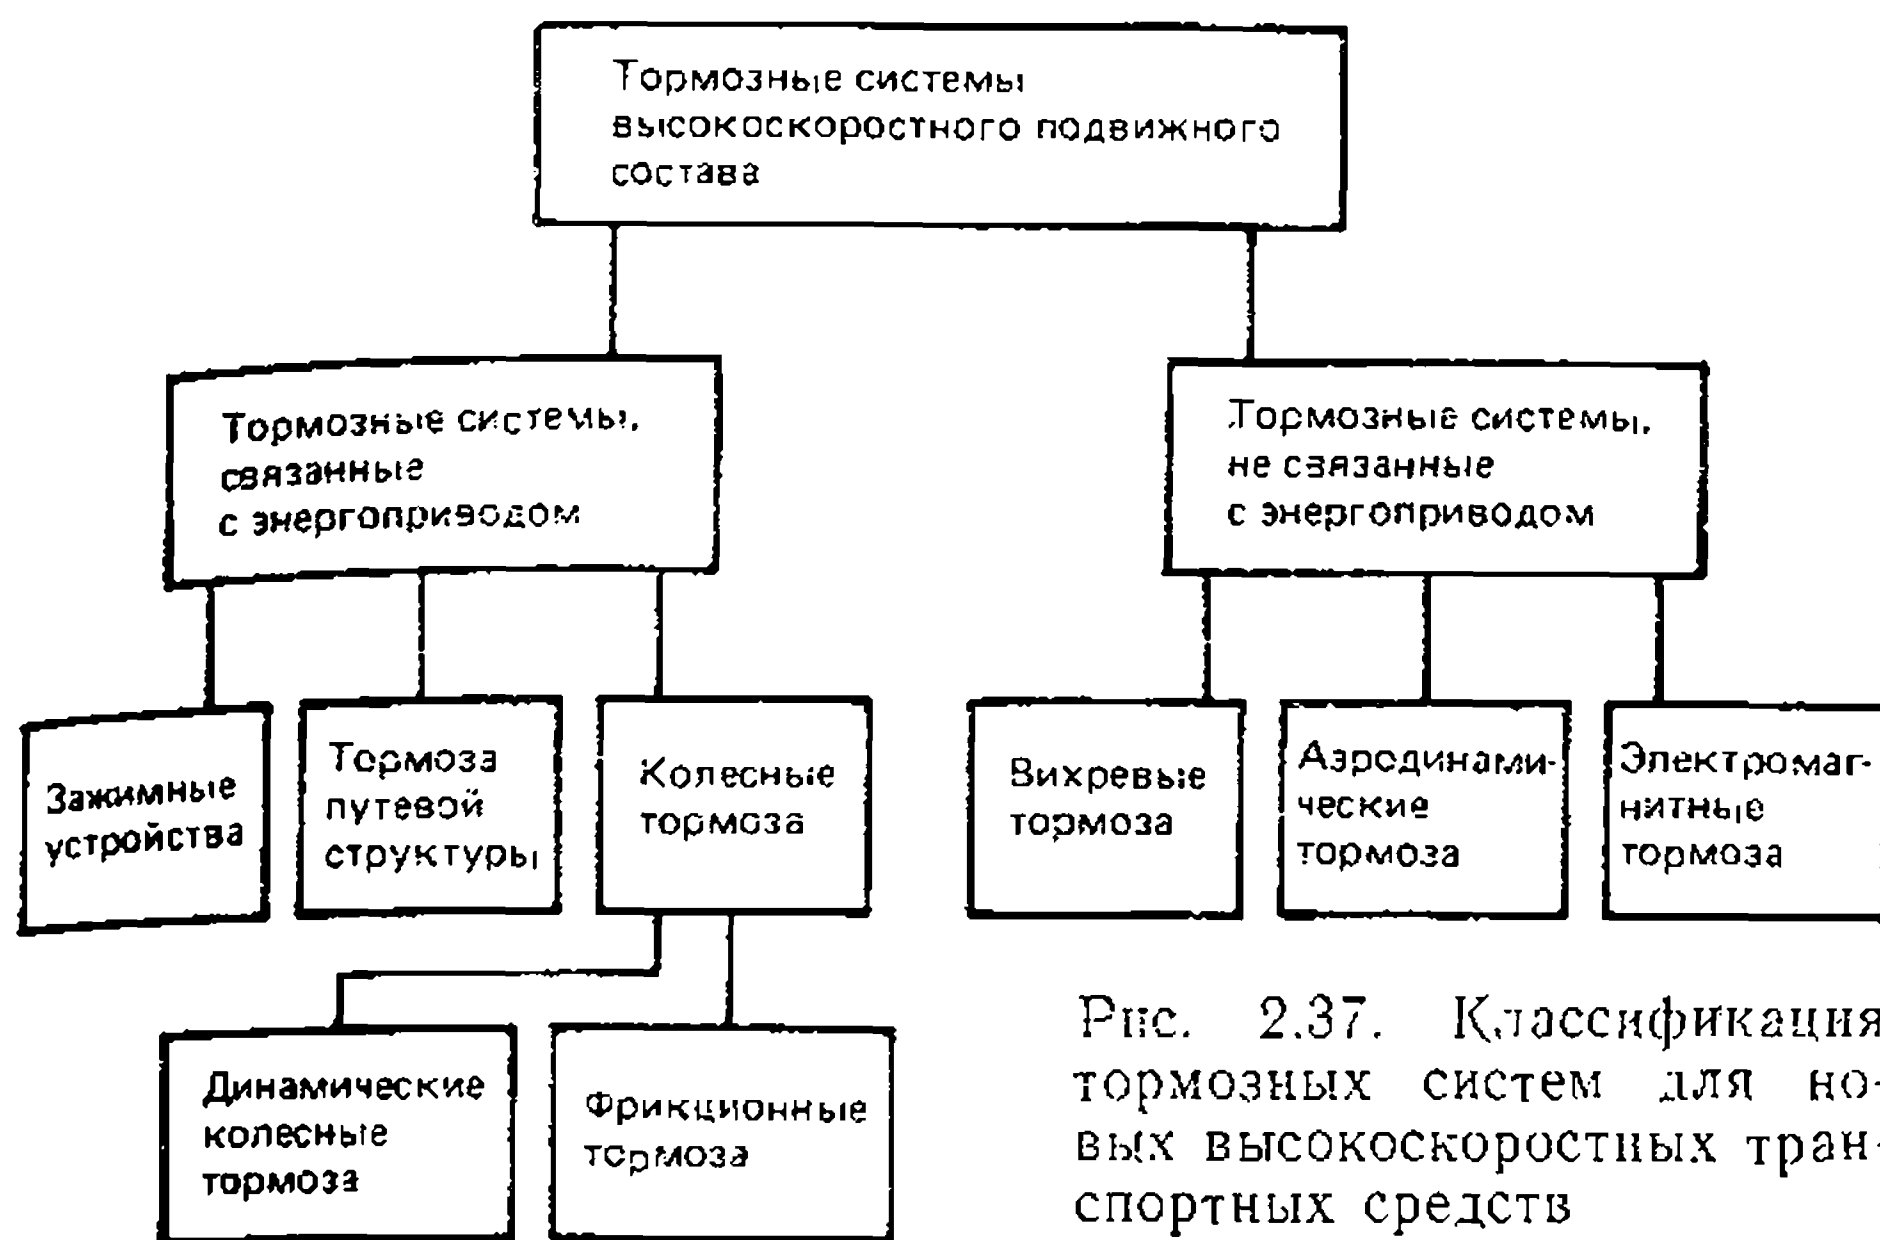 Тормозные системы
высокоскоростного подвижного
состава
Тормозные системы,
связанные
с энергоприводом
Тормозные системы,
не связанные
с энергоприводом
Зажимные
устройства
Тормоза
путевой
структуры
Колесные
тормоза
Вихревые
тормоза
Аэродинами-
ческие
тормоза
Электромаг-
нитные
тормоза
Динамические
колесные
тормоза
Фрикционные
тормоза
Рис. 2.37. Классификация
тормозных систем для но-
вых высокоскоростных тран-
спортных средств